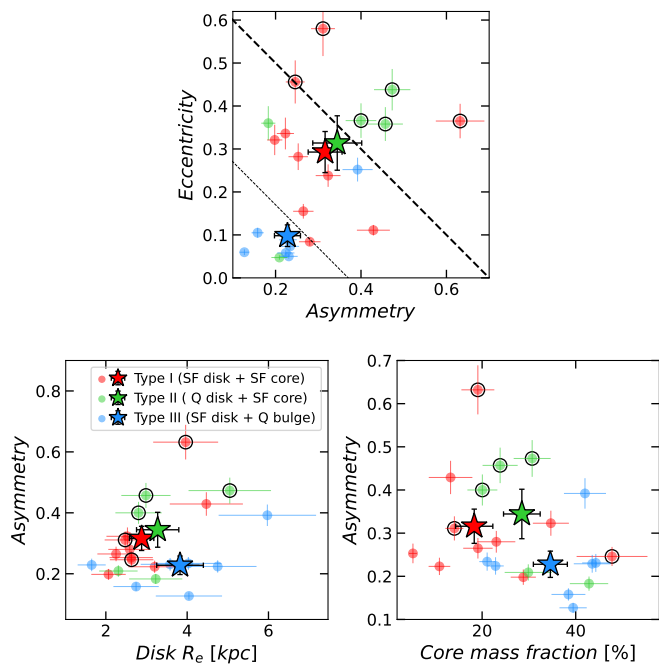 0.6
0.5
0.4
0.3
0.2
0.1
0.0
Eccentricity
0.2 0.4 0.6
Asymmetry
0.8
0.6
0.4
0.2
Asymmetry
Type I (SF disk + SF core)
Type II ( Q disk + SF core)
Type III (SF disk + Q bulge)
2 4 6
Disk Re [kpc]
0.7
0.6
0.5
0.4
0.3
0.2
0.1
Asymmetry
20 40
Core mass fraction [%]